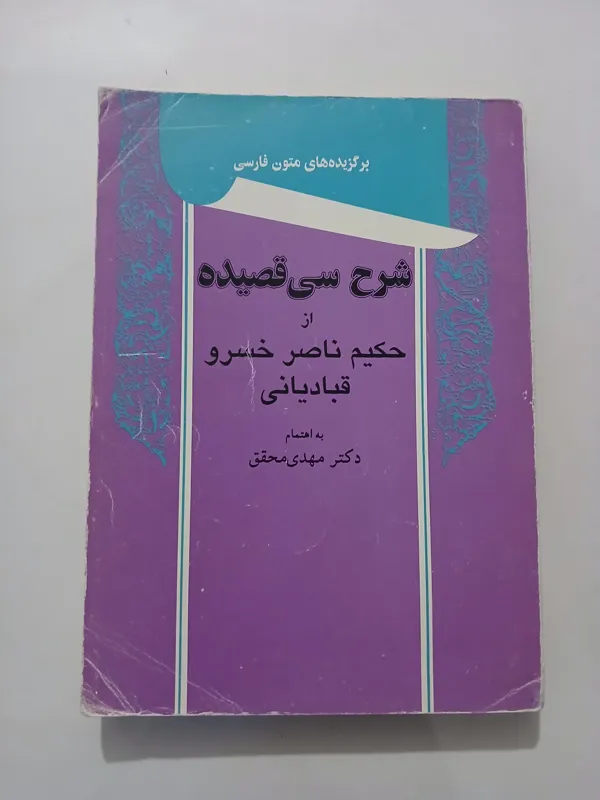 برگزیده‌های متون فارسی
شرح سی‌قصیده
از
حکیم ناصر خسرو
قبادیانی
به اهتمام
دکتر مهدی محقق